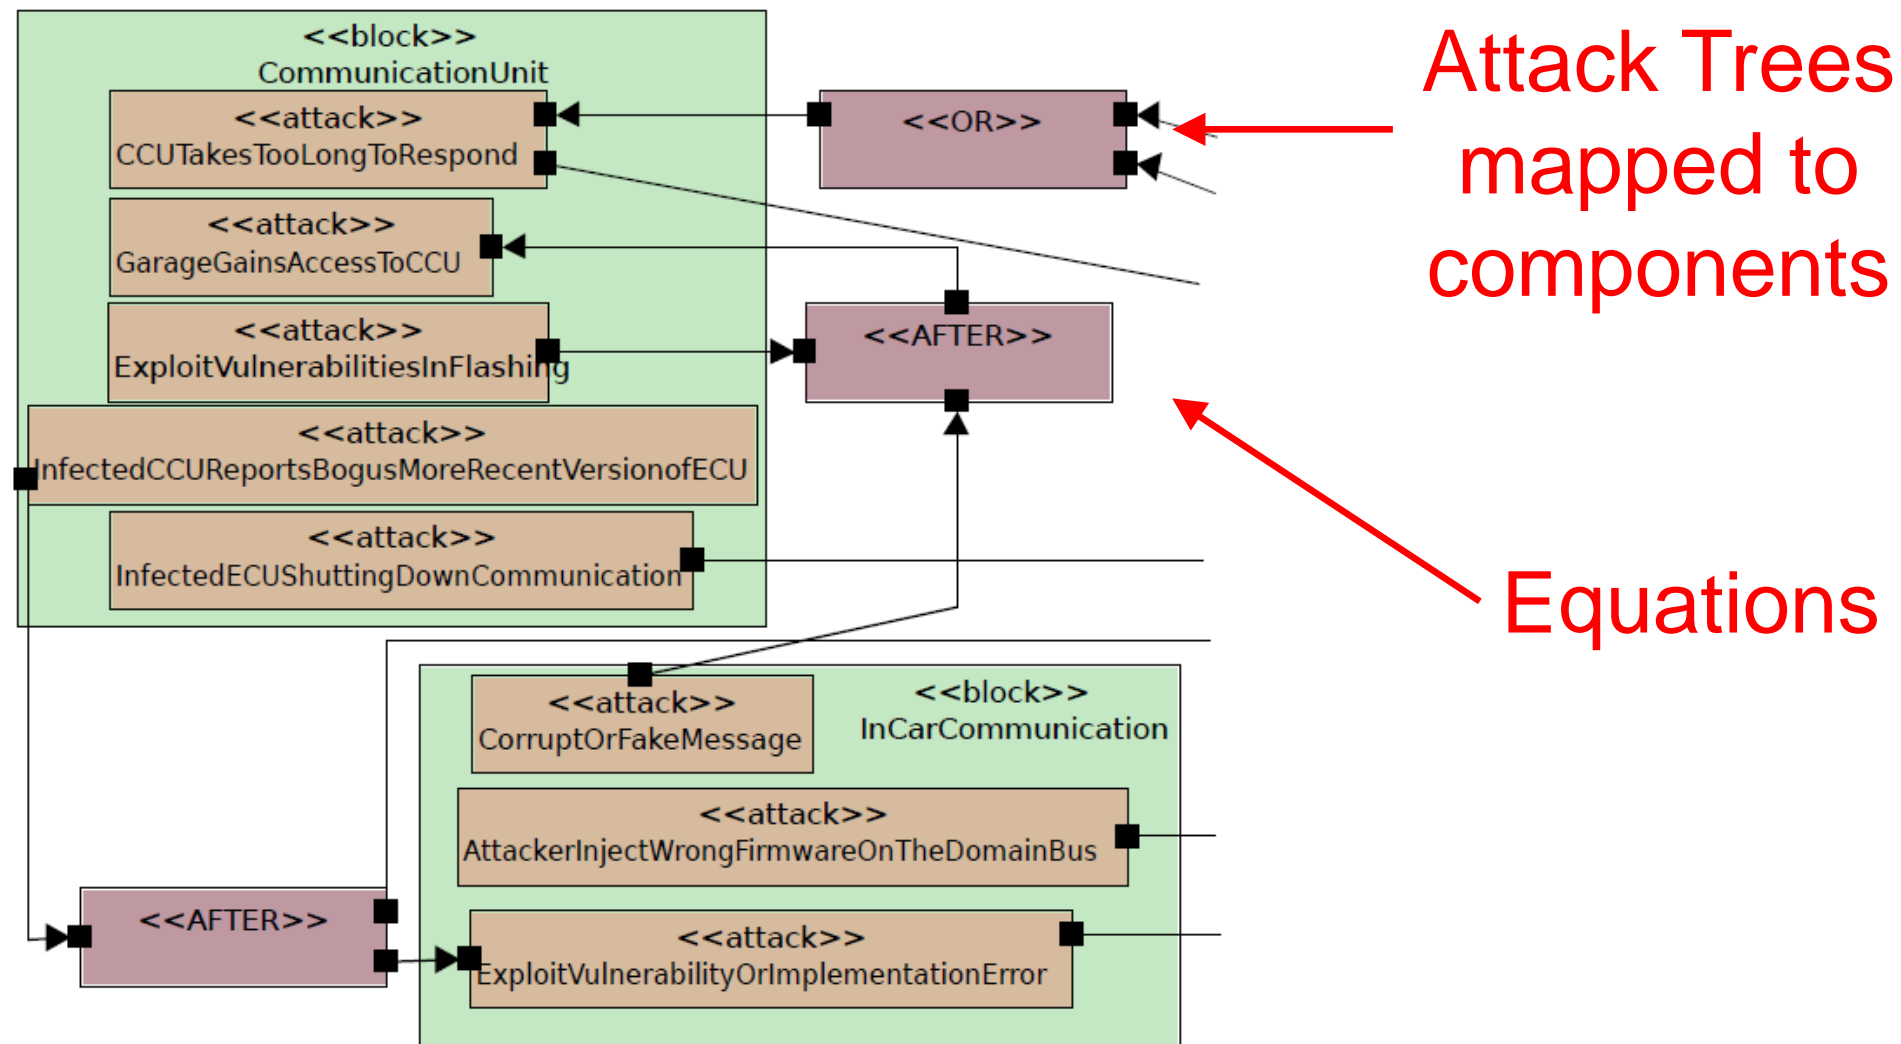 <<block>>
CommunicationUnit
<<attack>>
CCUTakesTooLongToRespond
<<attack>>
GarageGainsAccessToCCU
<<attack>>
ExploitVulnerabilitiesInFlashing
<<attack>>
InfectedCCUReportsBogusMoreRecentVersionofECU
<<attack>>
InfectedECUShuttingDownCommunication
<<OR>>
<<AFTER>>
Attack Trees
mapped to
components
Equations
<<block>>
InCarCommunication
<<attack>>
CorruptOrFakeMessage
<<attack>>
AttackerInjectWrongFirmwareOnTheDomainBus
<<attack>>
ExploitVulnerabilityOrImplementationError
<<AFTER>>